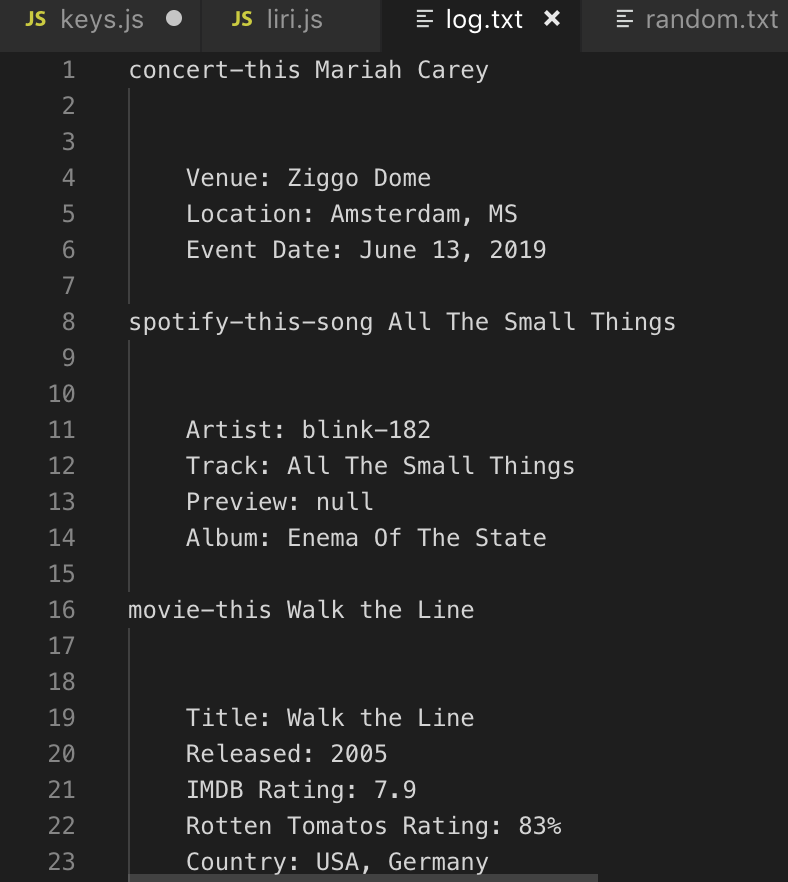 JS keys.js JS liri.js log.txt × random.txt
1 concert-this Mariah Carey
2
3
4 Venue: Ziggo Dome
5 Location: Amsterdam, MS
6 Event Date: June 13, 2019
7
8 spotify-this-song All The Small Things
9
10
11 Artist: blink-182
12 Track: All The Small Things
13 Preview: null
14 Album: Enema Of The State
15
16 movie-this Walk the Line
17
18
19 Title: Walk the Line
20 Released: 2005
21 IMDB Rating: 7.9
22 Rotten Tomatos Rating: 83%
23 Country: USA, Germany